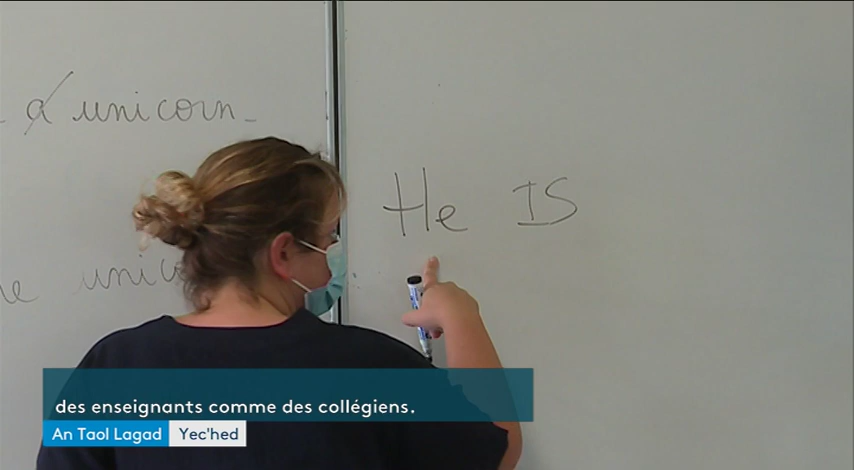 a unicorn
He IS
des enseignants comme des collégiens.
An Taol Lagad Yec'hed